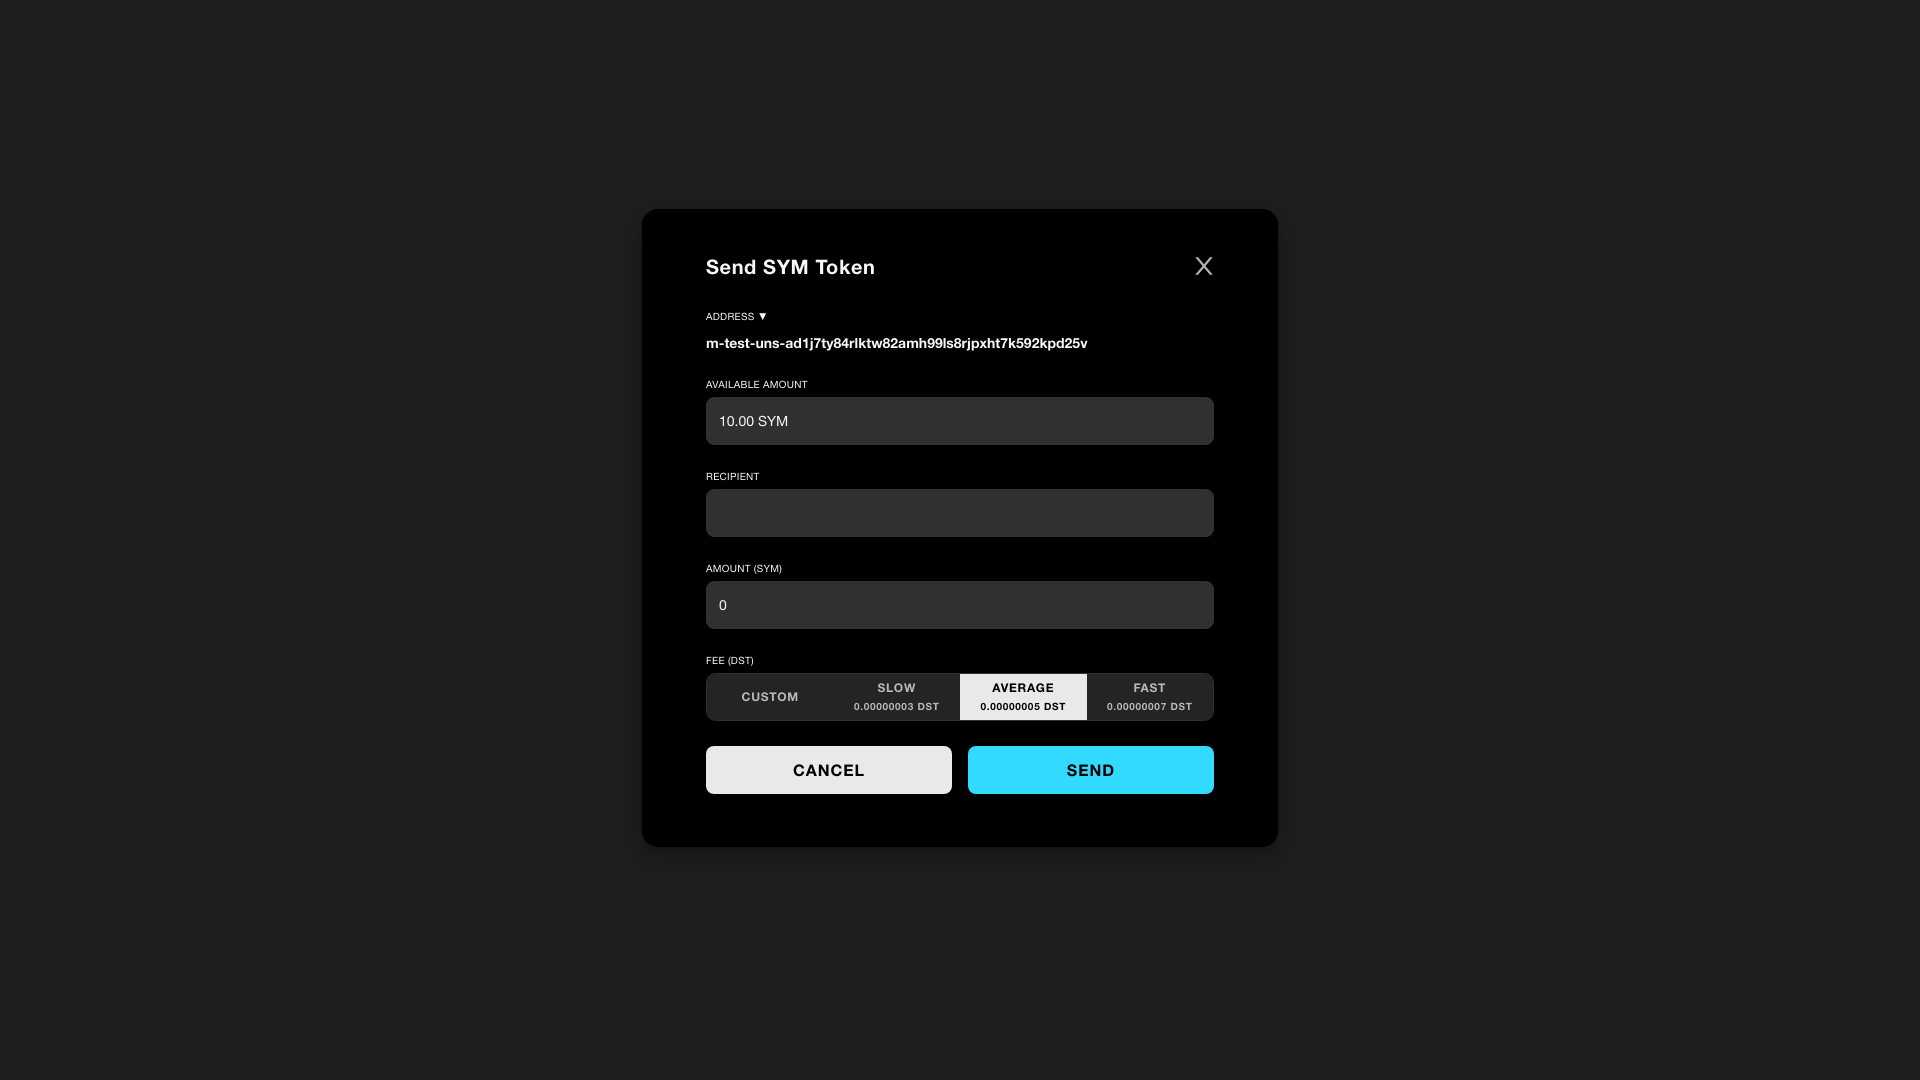 Send SYM Token
X
ADDRESS ▼
m-test-uns-ad1j7ty84rlktw82amh99ls8rjpxht7k592kpd25v
AVAILABLE AMOUNT
10.00 SYM
RECIPIENT
AMOUNT (SYM)
0
FEE (DST)
CUSTOM
SLOW
0.00000003 DST
AVERAGE
0.00000005 DST
FAST
0.00000007 DST
CANCEL
SEND